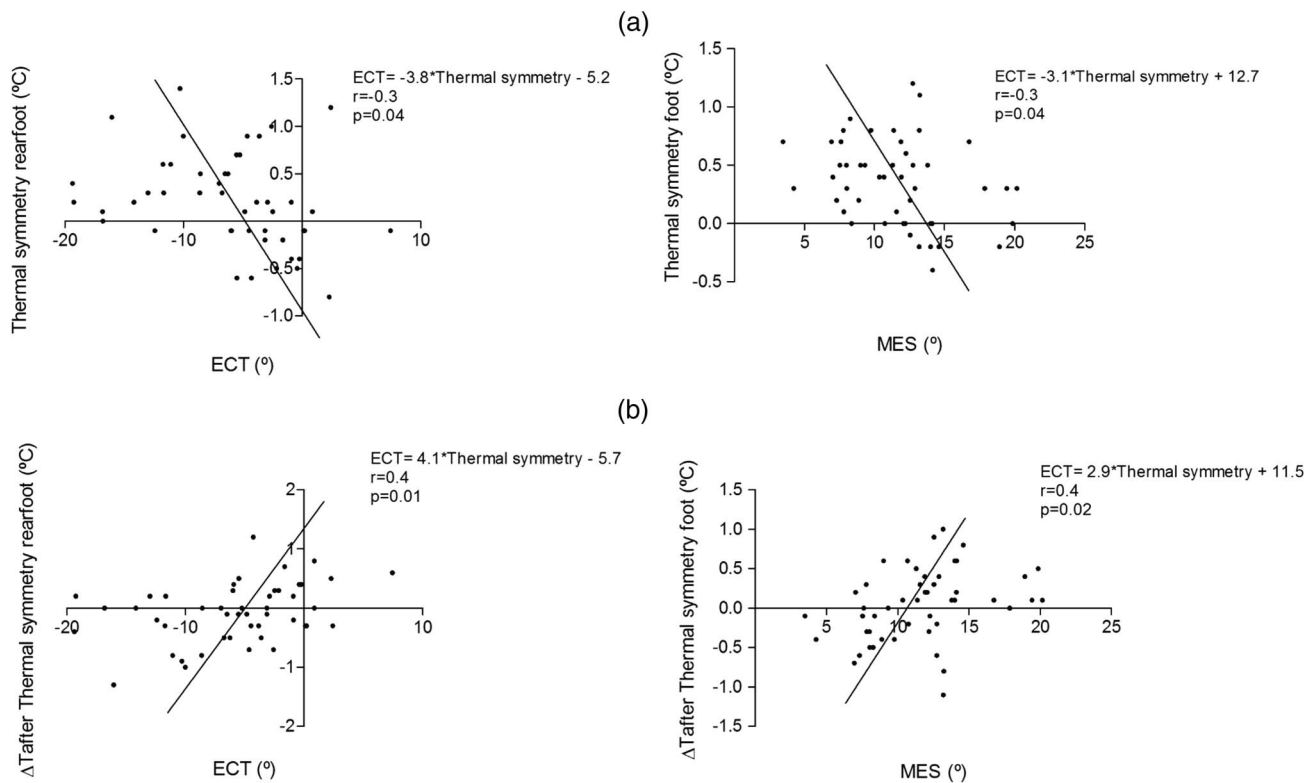 (a)
Thermal symmetry rearfoot (ºC)
1.5
1.0
0.5
-0.5
-1.0
-20
-10
10
ECT= -3.8*Thermal symmetry - 5.2
r=-0.3
p=0.04
ECT (º)
Thermal symmetry foot (ºC)
1.5
1.0
0.5
0.0
-0.5
5
10
15
20
25
ECT= -3.1*Thermal symmetry + 12.7
r=-0.3
p=0.04
MES (º)
(b)
ΔTafter Thermal symmetry rearfoot (ºC)
2
1
-1
-2
-20
-10
10
ECT= 4.1*Thermal symmetry - 5.7
r=0.4
p=0.01
ECT (º)
ΔTafter Thermal symmetry foot (ºC)
1.5
1.0
0.5
0.0
-0.5
-1.0
-1.5
5
10
15
20
25
ECT= 2.9*Thermal symmetry + 11.5
r=0.4
p=0.02
MES (º)